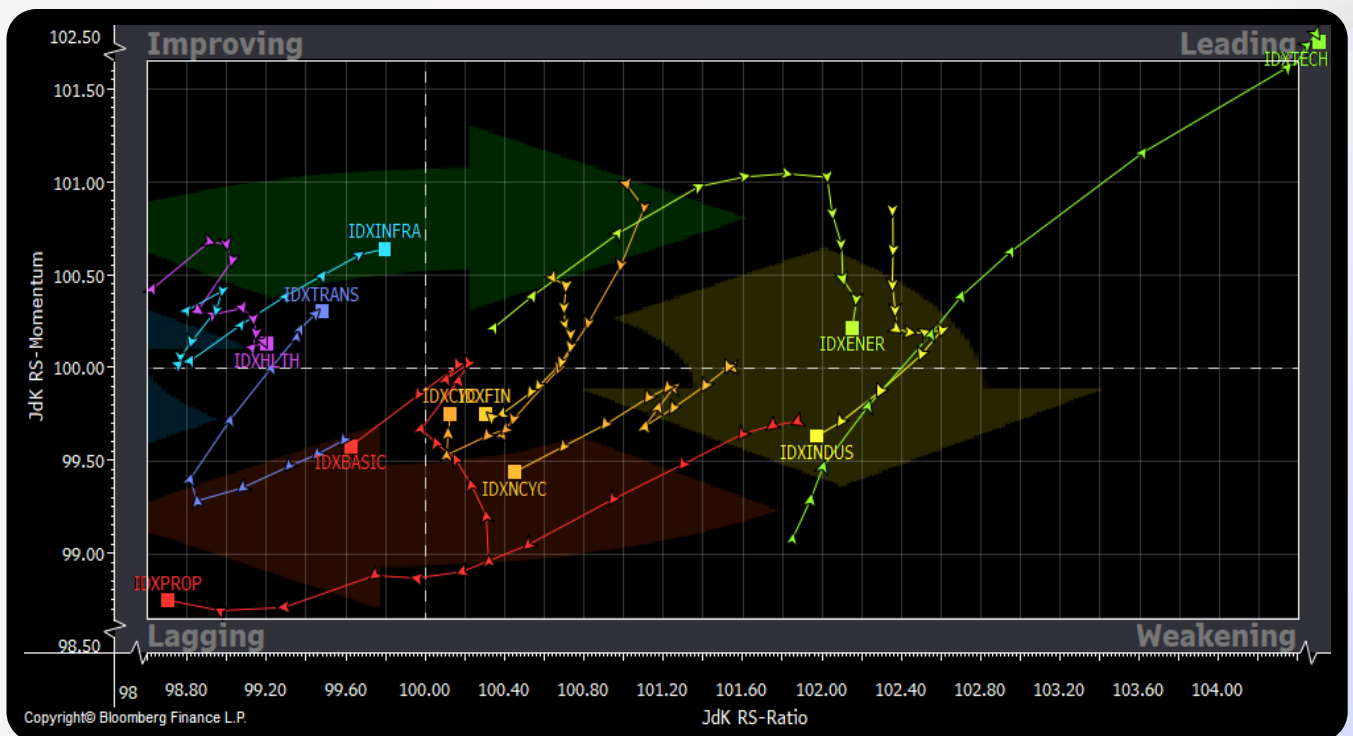 102.50
Improving
Leading
IDXTECH
101.50
101.00
IDXINFRA
100.50
IDXTRANS
IDXHLTH
IDXENER
100.00
IDXFIN
IDXBASIC
IDXINDUS
99.50
IDXNCYC
99.00
IDXPROP
98.50
Lagging
Weakening
JdK RS-Momentum
98
98.80
99.20
99.60
100.00
100.40
100.80
101.20
101.60
102.00
102.40
102.80
103.20
103.60
104.00
JdK RS-Ratio
Copyright© Bloomberg Finance L.P.